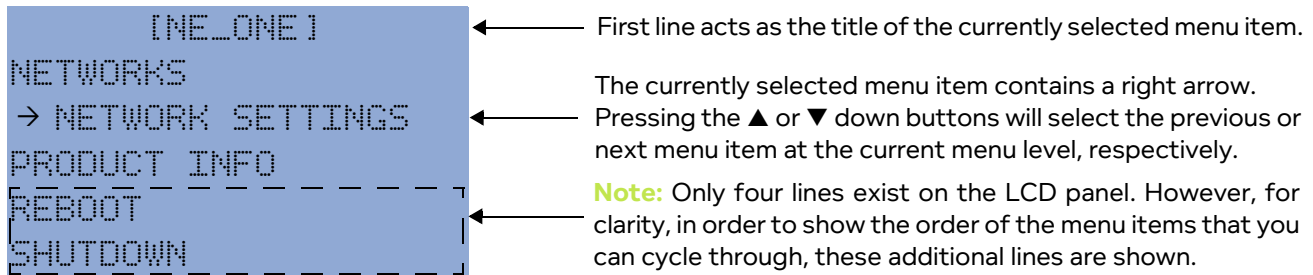 [NE_ONE]
First line acts as the title of the currently selected menu item.
NETWORKS
→ NETWORK SETTINGS
The currently selected menu item contains a right arrow.
Pressing the ▲ or ▼ down buttons will select the previous or
next menu item at the current menu level, respectively.
PRODUCT INFO
REBOOT
SHUTDOWN
Note: Only four lines exist on the LCD panel. However, for
clarity, in order to show the order of the menu items that you
can cycle through, these additional lines are shown.